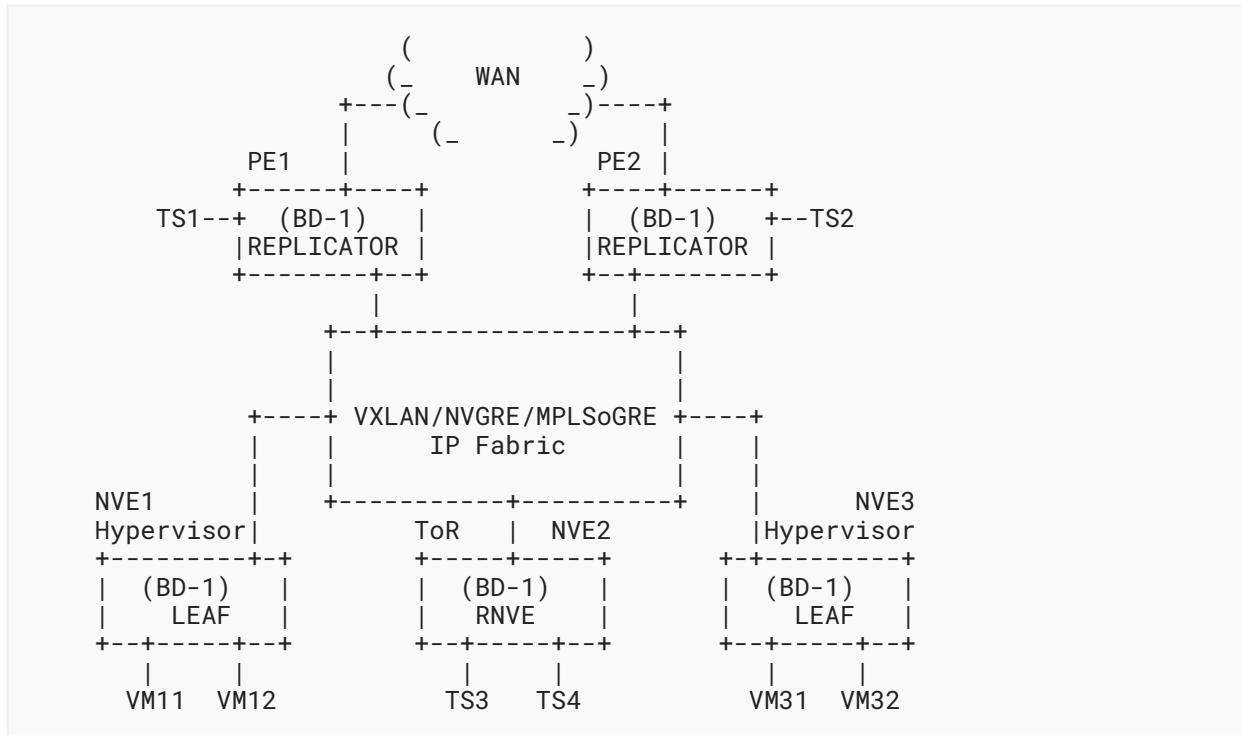 (           )
(_    WAN    _)
+---(_         _)----+
|     (_      _)     |
PE1   |                PE2 |
+------+----+          +----+------+
TS1--+  (BD-1)   |          |  (BD-1)   +--TS2
|REPLICATOR |          |REPLICATOR |
+--------+--+          +--+--------+
|                |
+--+----------------+--+
|                      |
|                      |
+----+ VXLAN/NVGRE/MPLSoGRE +----+
|    |      IP Fabric       |    |
|    |                      |    |
NVE1          |    +-----------+----------+    |      NVE3
Hypervisor|          ToR   |  NVE2         |Hypervisor
+---------+-+        +-----+-----+       +-+---------+
|  (BD-1)   |        |  (BD-1)   |       |  (BD-1)   |
|    LEAF   |        |   RNVE    |       |    LEAF   |
+--+-----+--+        +--+-----+--+       +--+-----+--+
|     |              |     |             |     |
VM11  VM12           TS3   TS4           VM31  VM32